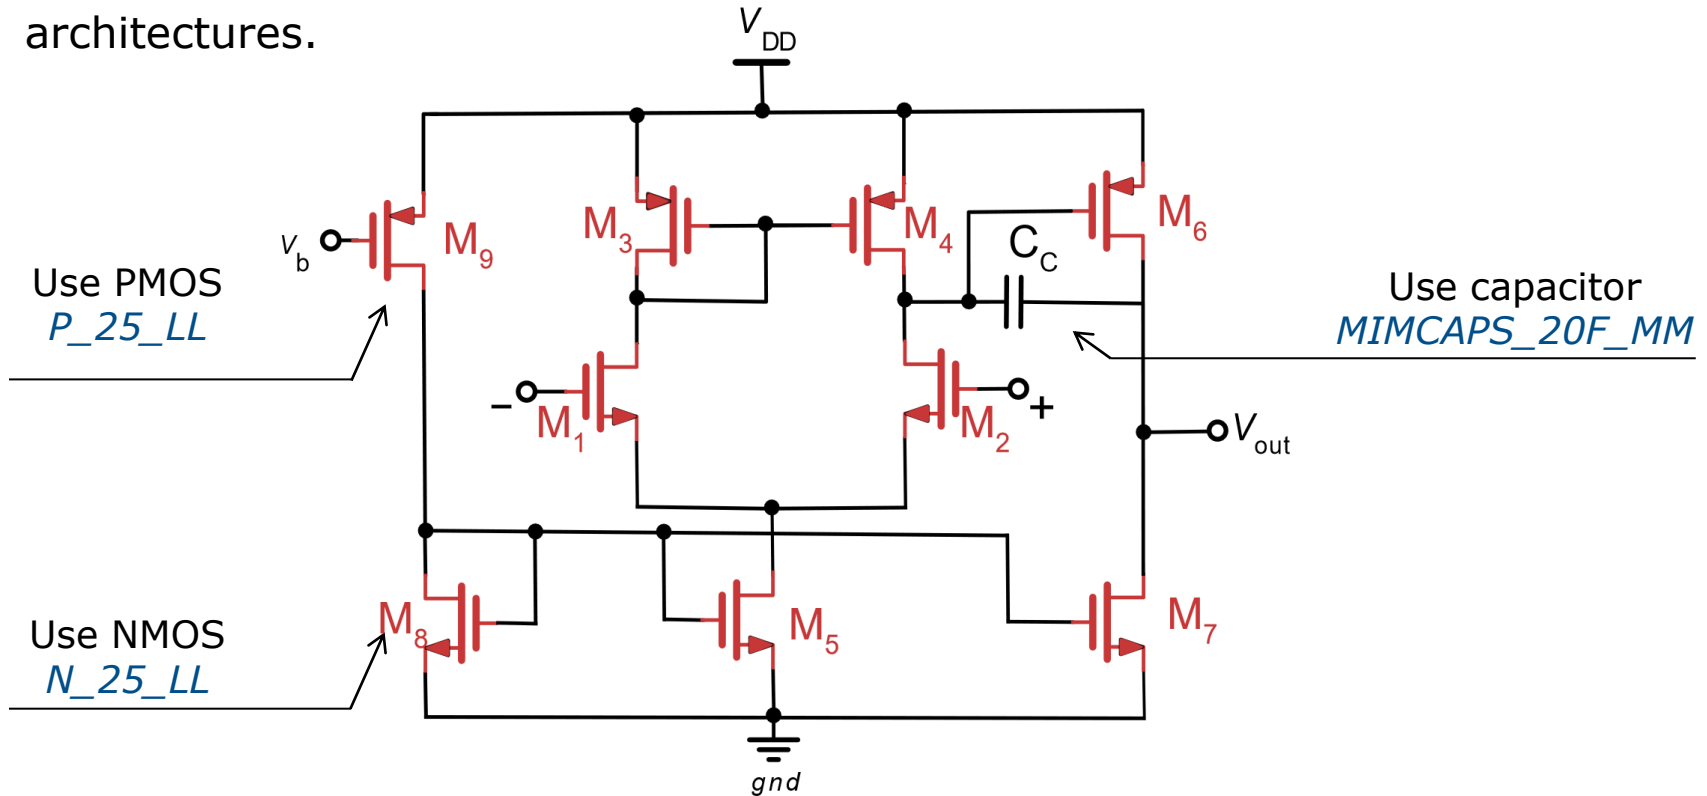 architectures.
V DD
M3
M4
M6
Vb
M9
CC
Use PMOS
P_25_LL
Use capacitor
MIMCAPS_20F_MM
−
M1
M2
+
Vout
M8
M5
M7
Use NMOS
N_25_LL
gnd